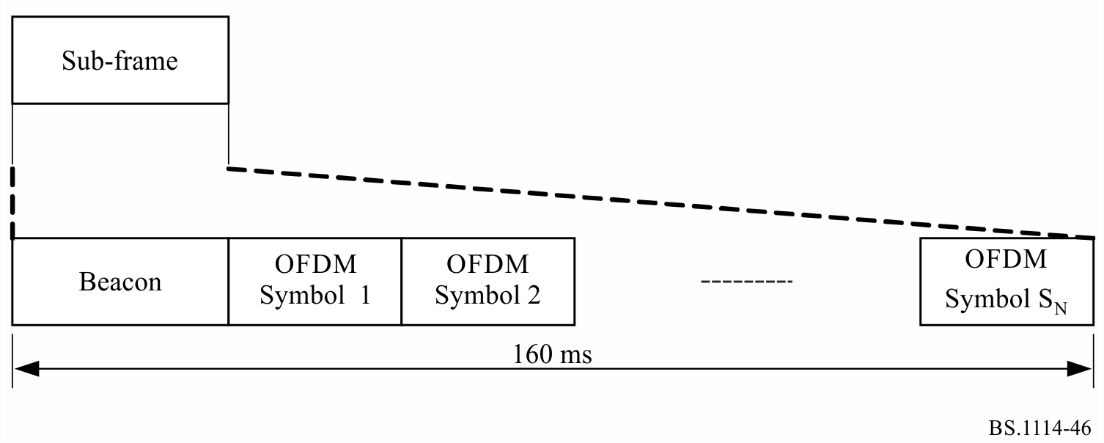 Sub-frame
Beacon
OFDM
Symbol 1
OFDM
Symbol 2
OFDM
Symbol S_N
160 ms
BS.1114-46